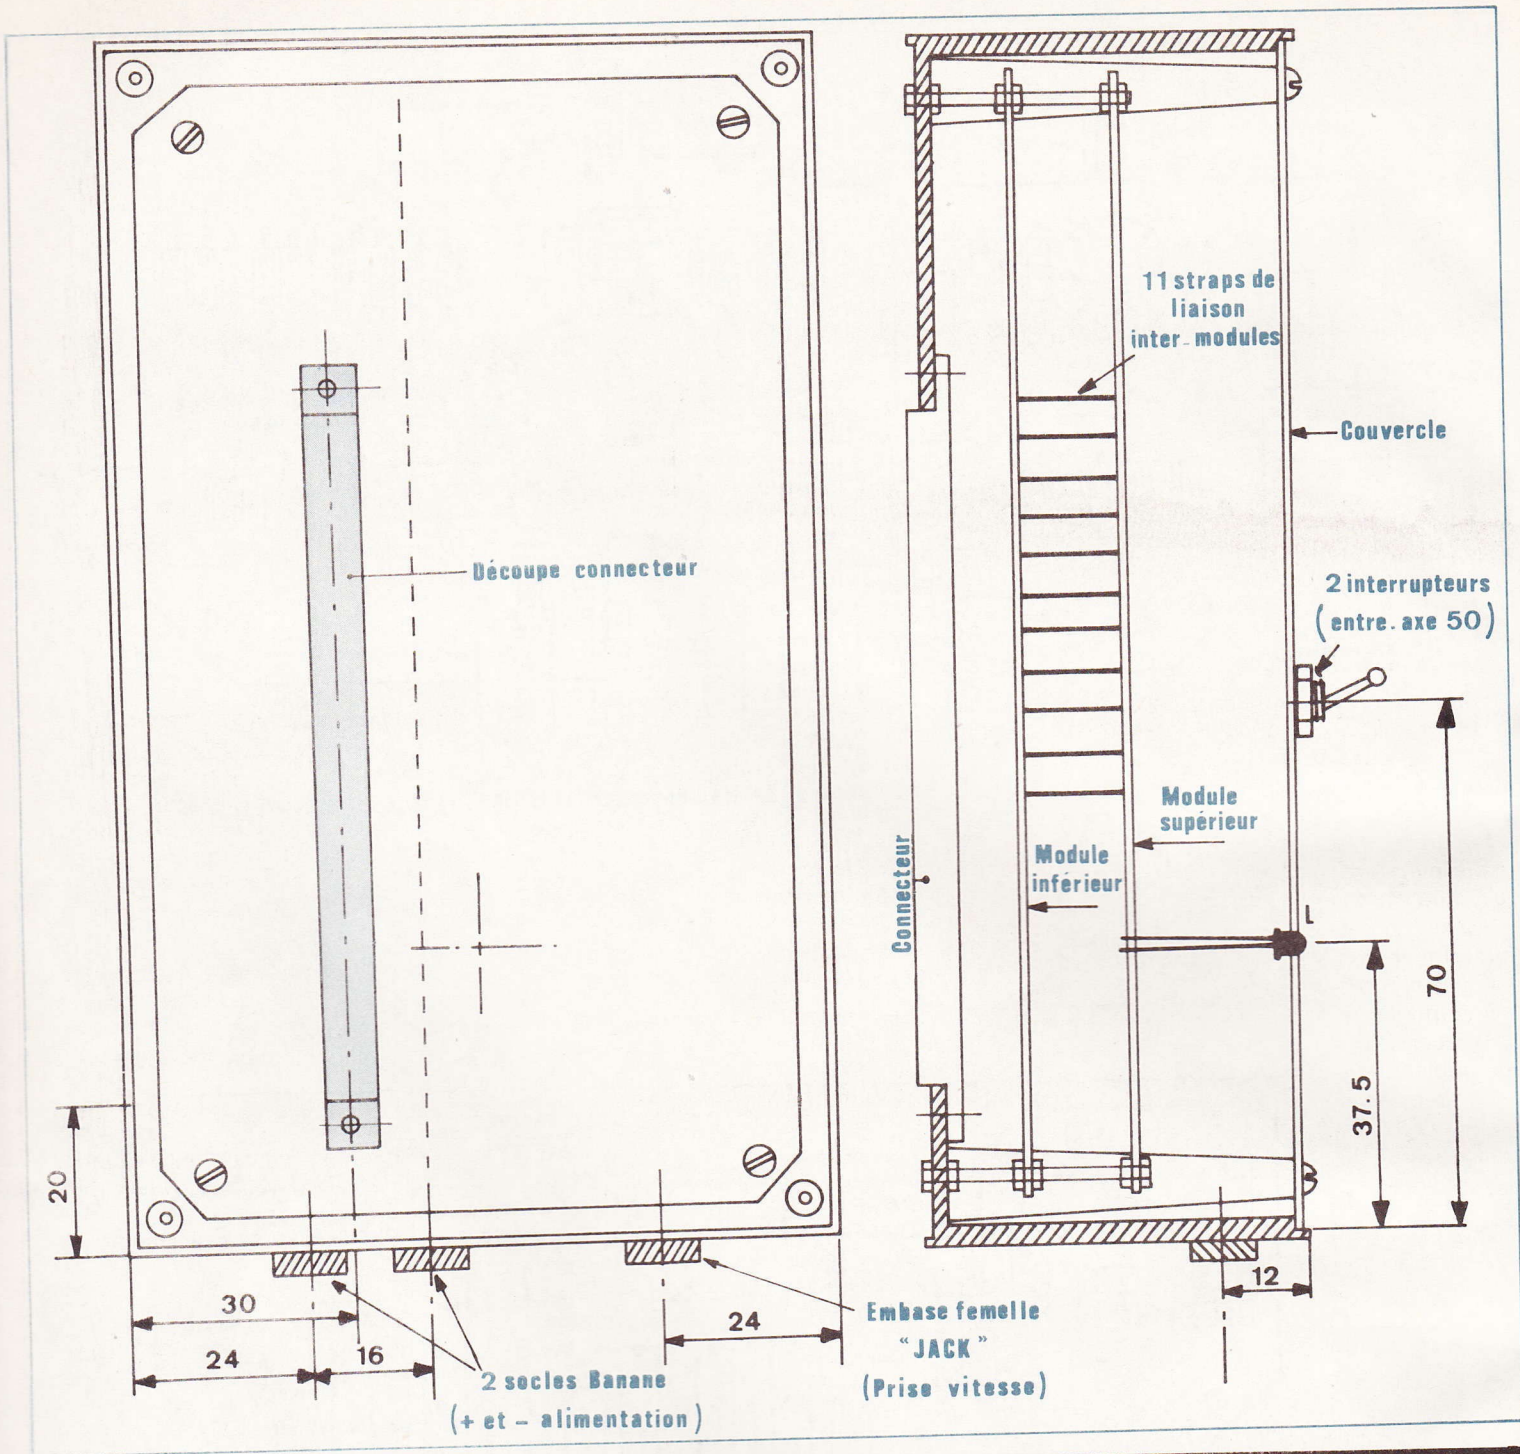 11 straps de
liaison
inter-modules
Couvercle
Découpe connecteur
2 interrupteurs
(entre.axe 50)
Module
supérieur
Module
inférieur
Connecteur
L
70
37.5
20
12
30
24
24
16
Embase femelle
"JACK"
(Prise vitesse)
2 socles Banane
(+ et - alimentation)